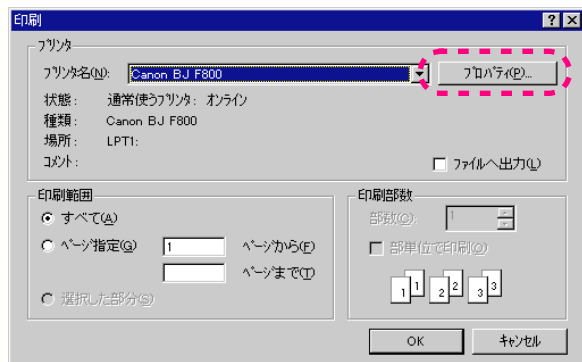 印刷
プリンタ
プリンタ名(N): Canon BJ F800 プロパティ(P)...
状態: 通常使うプリンタ: オンライン
種類: Canon BJ F800
場所: LPT1:
コメント: ファイルへ出力(L)
印刷範囲
すべて(A)
ページ指定(G) 1 ページから(F)
ページまで(T)
選択した部分(S)
印刷部数
部数(C): 1
部単位で印刷(O)
1 1 2 2 3 3
OK キャンセル